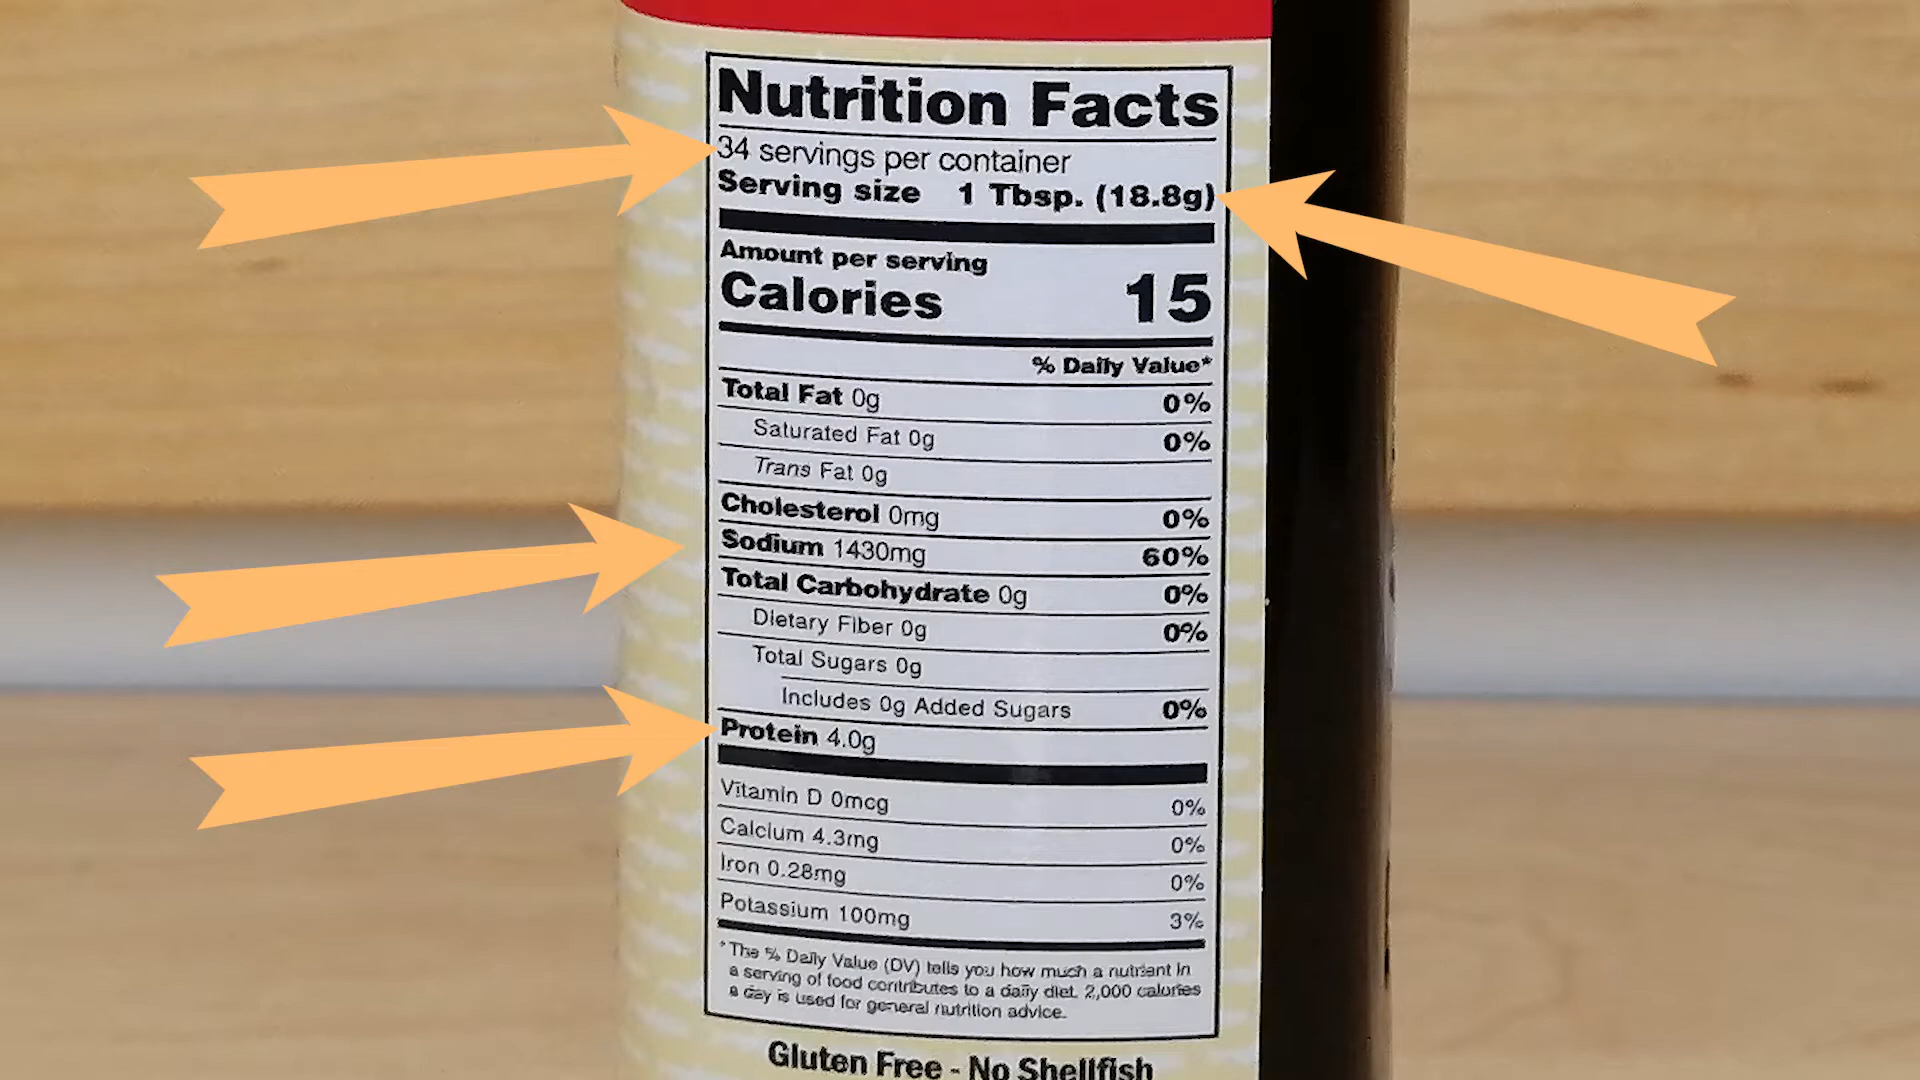 Nutrition Facts
34 servings per container
Serving size 1 Tbsp. (18.8g)
Amount per serving
Calories 15
% Daily Value*
Total Fat 0g 0%
Saturated Fat 0g 0%
Trans Fat 0g
Cholesterol 0mg 0%
Sodium 1430mg 60%
Total Carbohydrate 0g 0%
Dietary Fiber 0g 0%
Total Sugars 0g
Includes 0g Added Sugars 0%
Protein 4.0g
Vitamin D 0mcg 0%
Calcium 4.3mg 0%
Iron 0.28mg 0%
Potassium 100mg 3%
*The % Daily Value (DV) tells you how much a nutrient in
a serving of food contributes to a daily diet. 2,000 calories
a day is used for general nutrition advice.
Gluten Free - No Shellfish